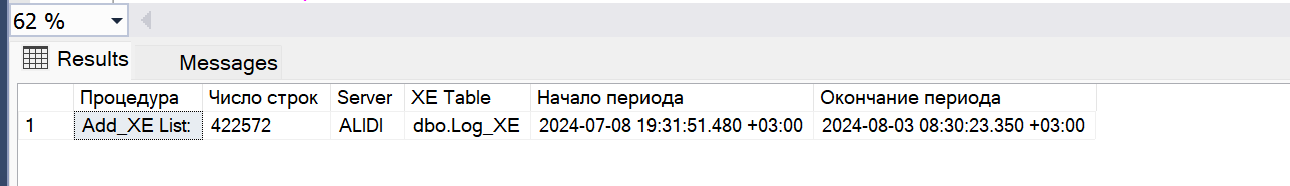 62 %
Results Messages
Процедура Число строк Server XE Table Начало периода Окончание периода
1 Add_XE List: 422572 ALIDI dbo.Log_XE 2024-07-08 19:31:51.480 +03:00 2024-08-03 08:30:23.350 +03:00